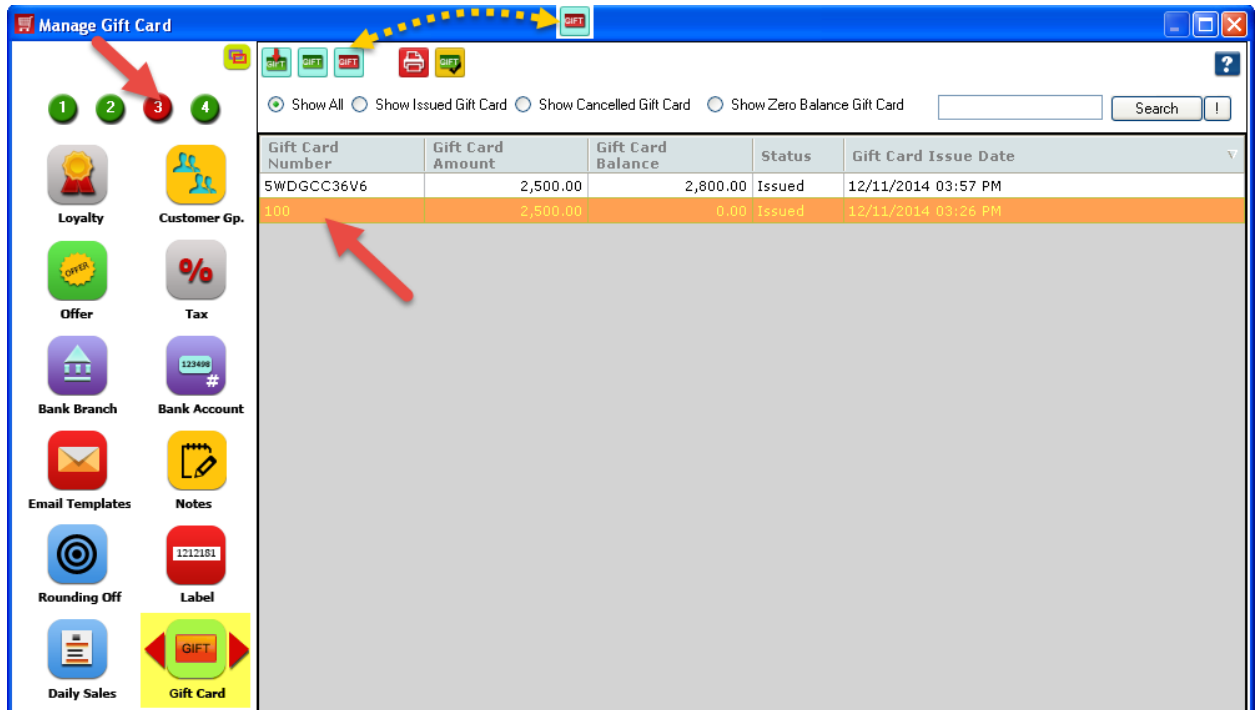 GIFT
Manage Gift Card
GIFT GIFT GIFT GIFT ?
1 2 3 4
Show All Show Issued Gift Card Show Cancelled Gift Card Show Zero Balance Gift Card Search !
Gift Card Number Gift Card Amount Gift Card Balance Status Gift Card Issue Date
5WDGCC36V6 2,500.00 2,800.00 Issued 12/11/2014 03:57 PM
100 2,500.00 0.00 Issued 12/11/2014 03:26 PM
Loyalty Customer Gp.
OFFER %
Offer Tax
123498
#
Bank Branch Bank Account
Email Templates Notes
1212181
Rounding Off Label
GIFT
Daily Sales Gift Card